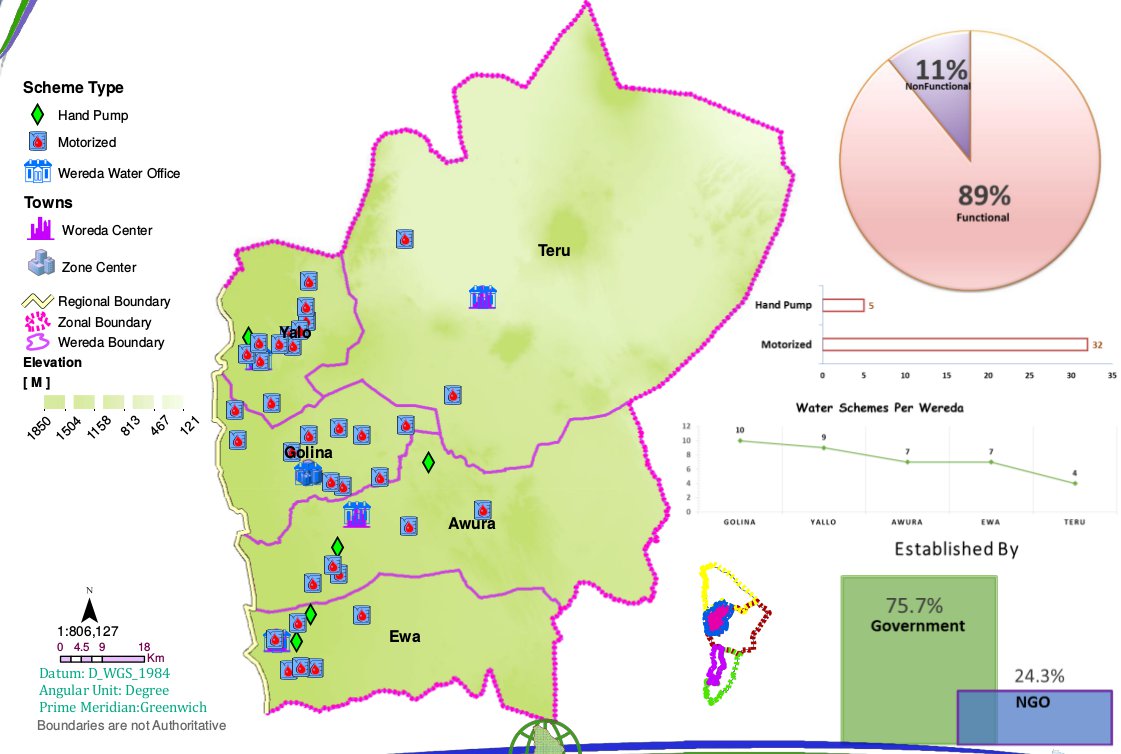 Scheme Type
Hand Pump
Motorized
Wereda Water Office
Towns
Woreda Center
Zone Center
Regional Boundary
Zonal Boundary
Wereda Boundary
Elevation
[ M ]
1850 1504 1158 813 467 121
Teru
Yalo
Golina
Awura
Ewa
N
1:806,127
0 4.5 9 18
Km
Datum: D_WGS_1984
Angular Unit: Degree
Prime Meridian:Greenwich
Boundaries are not Authoritative
11%
NonFunctional
89%
Functional
Hand Pump 5
Motorized 32
0 5 10 15 20 25 30 35
Water Schemes Per Wereda
12
10
8
6
4
2
0
10 9 7 7 4
GOLINA YALLO AWURA EWA TERU
Established By
75.7%
Government
24.3%
NGO